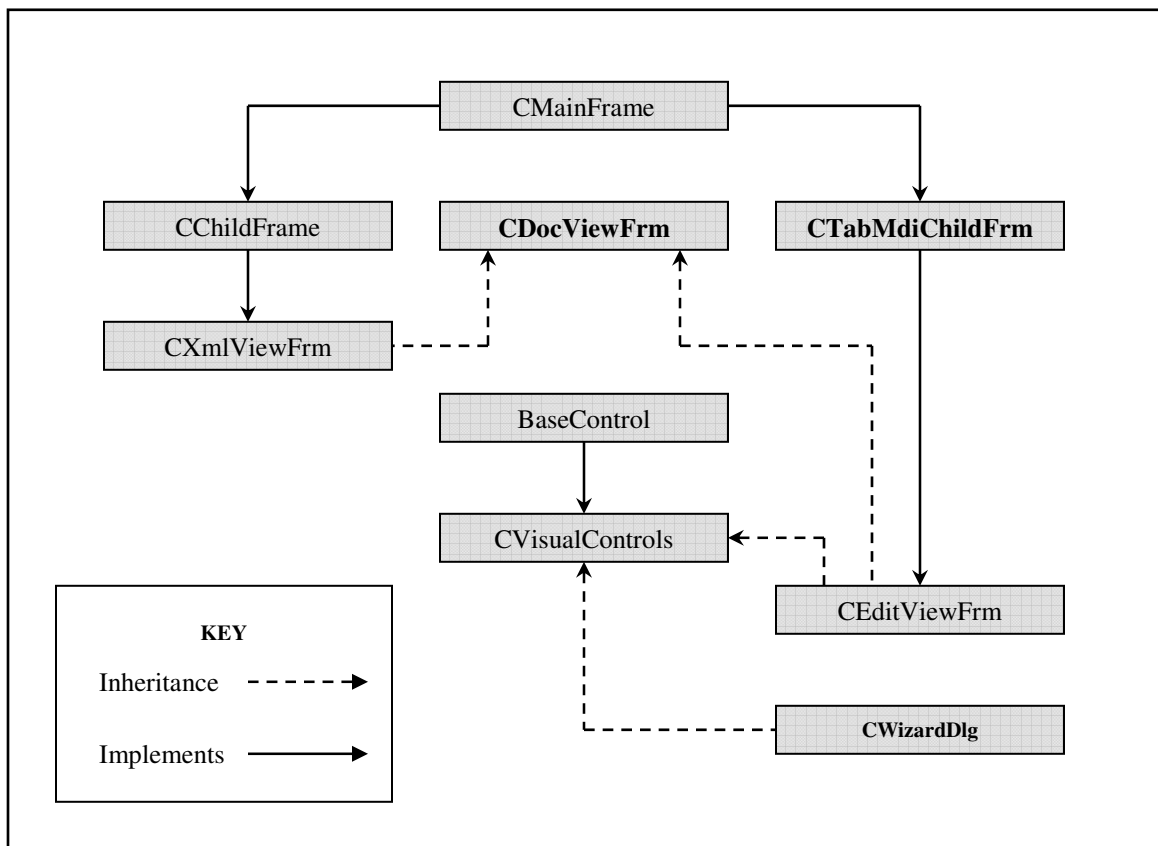 CMainFrame
CChildFrame
CDocViewFrm
CTabMdiChildFrm
CXmlViewFrm
BaseControl
CVisualControls
CEditViewFrm
KEY
Inheritance
CWizardDlg
Implements